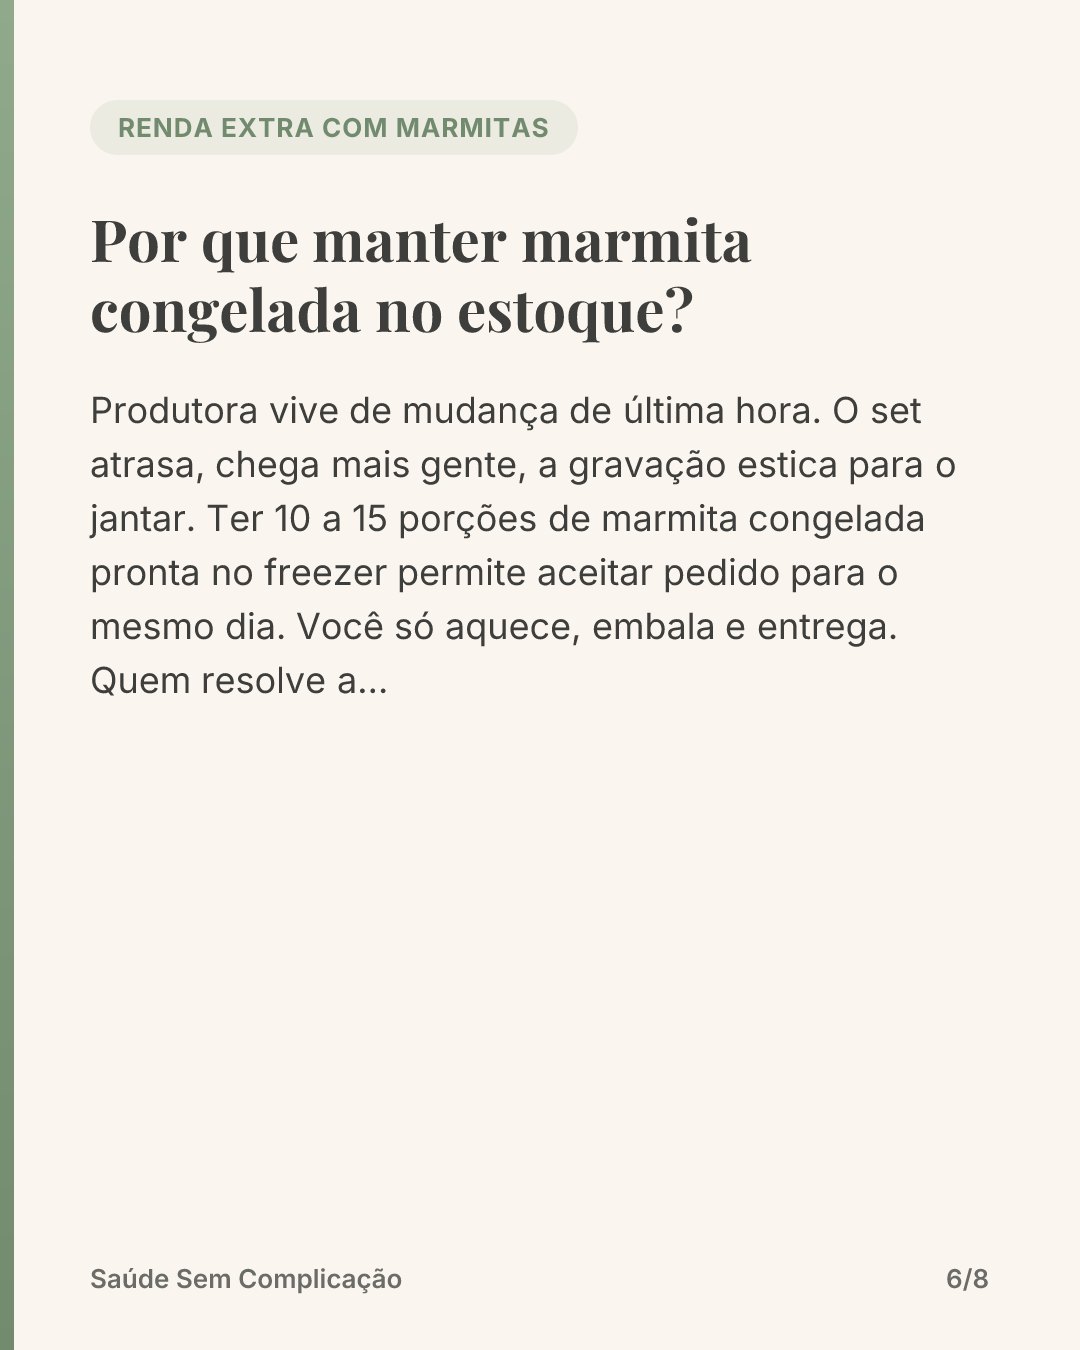 RENDA EXTRA COM MARMITAS
Por que manter marmita
congelada no estoque?
Produtora vive de mudança de última hora. O set
atrasa, chega mais gente, a gravação estica para o
jantar. Ter 10 a 15 porções de marmita congelada
pronta no freezer permite aceitar pedido para o
mesmo dia. Você só aquece, embala e entrega.
Quem resolve a...
Saúde Sem Complicação
6/8